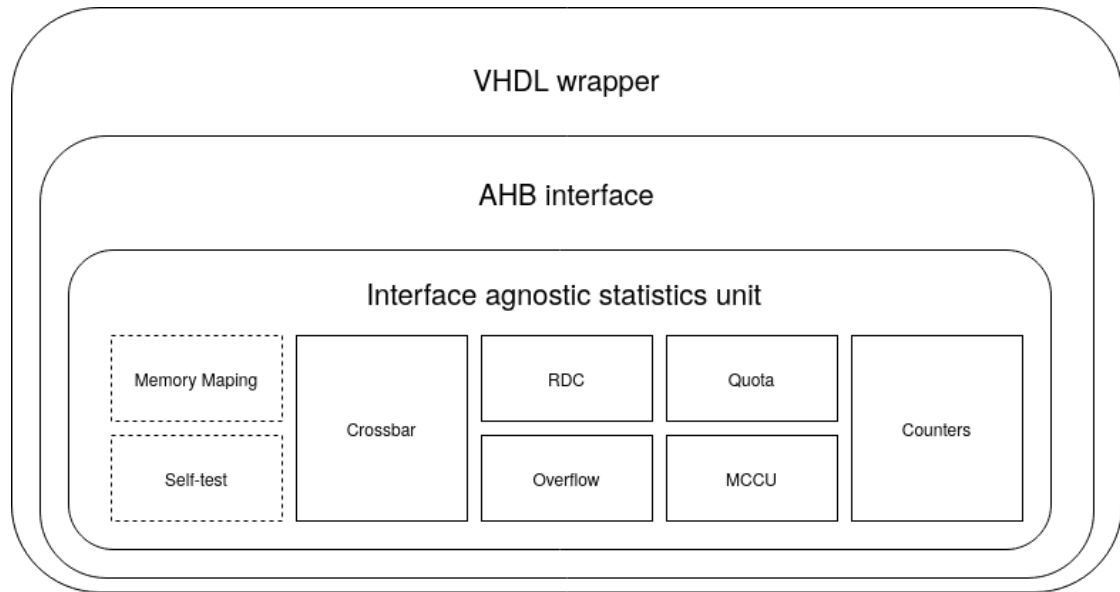 VHDL wrapper
AHB interface
Interface agnostic statistics unit
Memory Maping
Self-test
Crossbar
RDC
Overflow
Quota
MCCU
Counters